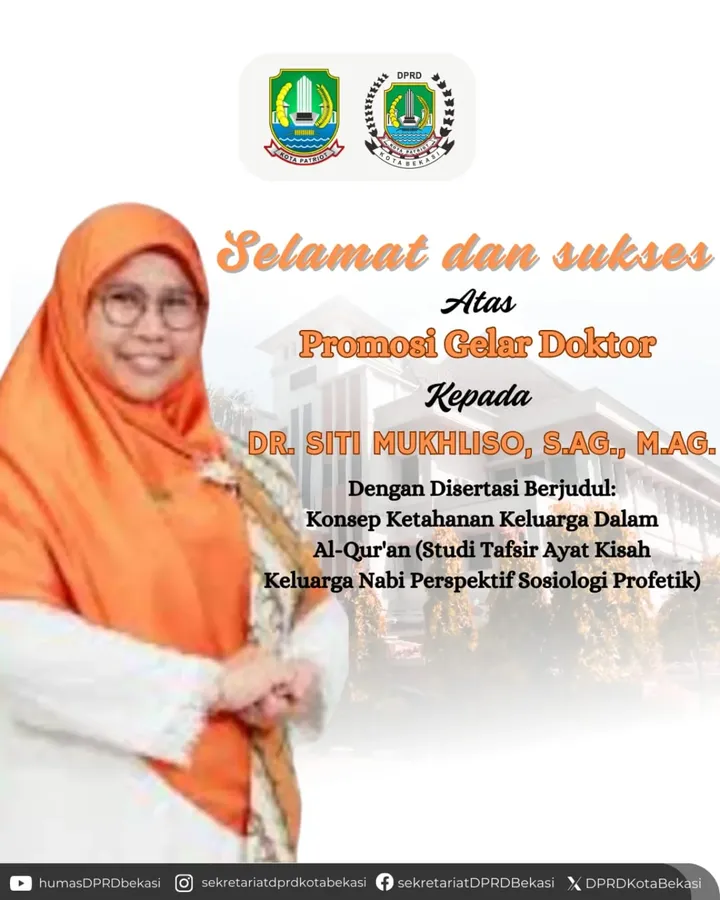 KOTA PATRIOT
DPRD
KOTA PATRIOT
KOTA BEKASI
Selamat dan sukses
Atas
Promosi Gelar Doktor
Kepada
DR. SITI MUKHLISO, S.AG., M.AG.
Dengan Disertasi Berjudul:
Konsep Ketahanan Keluarga Dalam
Al-Qur'an (Studi Tafsir Ayat Kisah
Keluarga Nabi Perspektif Sosiologi Profetik)
humasDPRDbekasi
sekretariatdprdkotabekasi
sekretariatDPRDBekasi
DPRDKotaBekasi